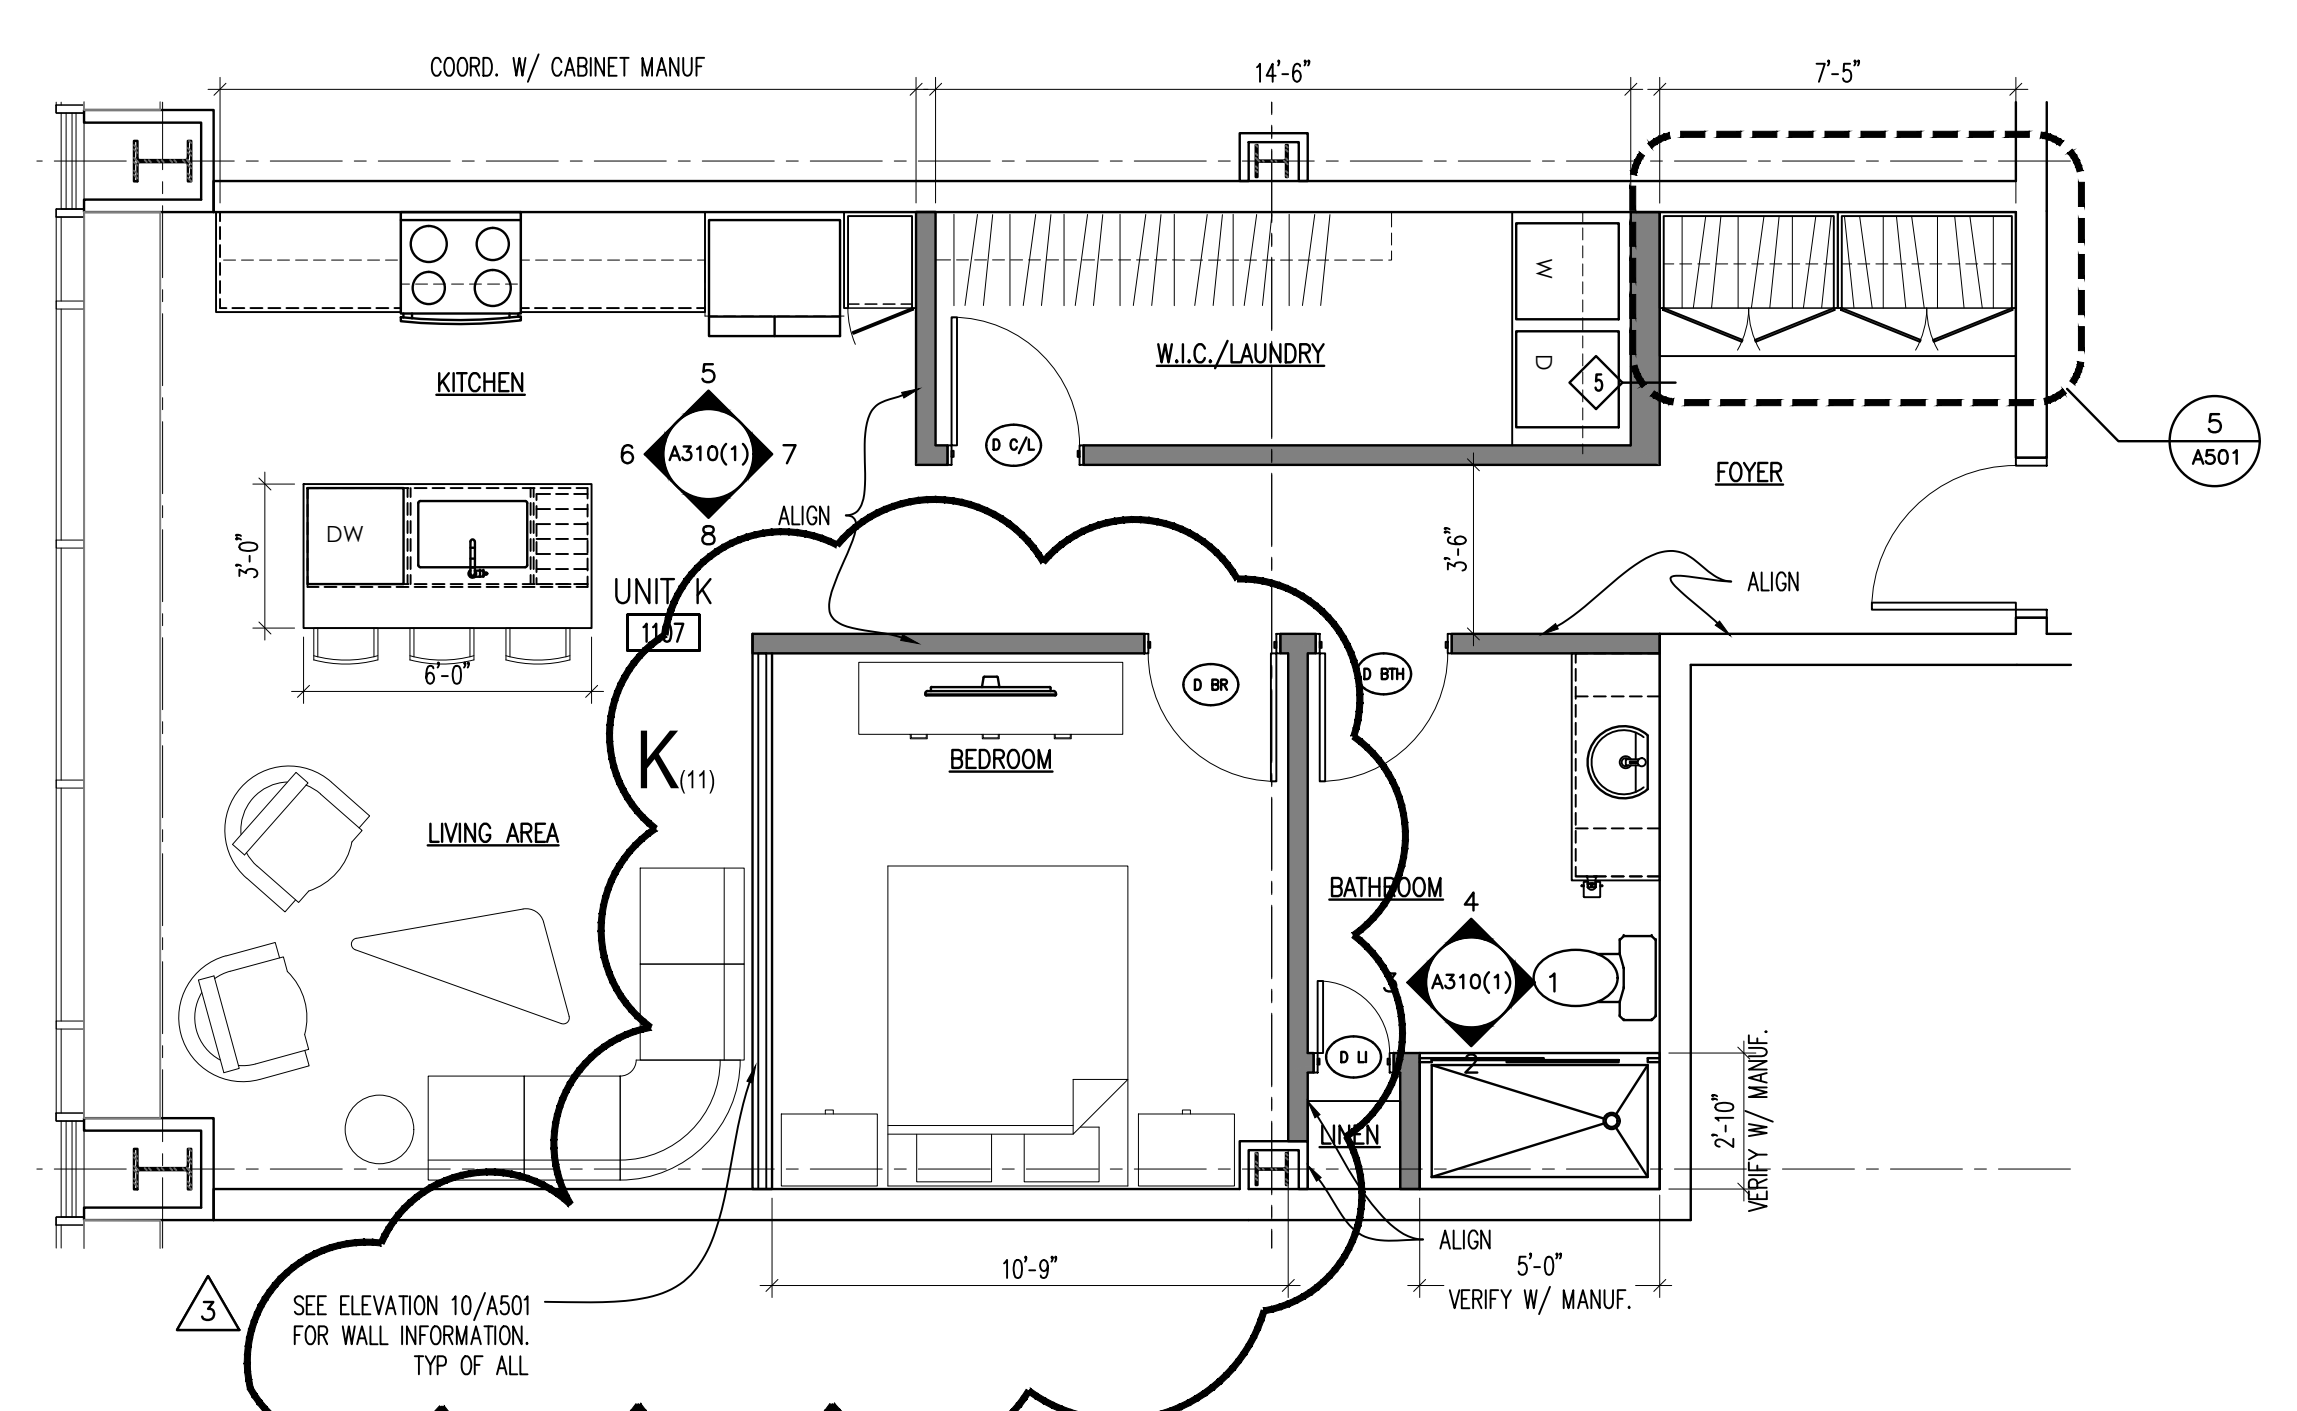 COORD. W/ CABINET MANUF
14'-6"
7'-5"
W
D
5
W.I.C./LAUNDRY
KITCHEN
5
6
A310(1)
7
8
D C/L
FOYER
5
A501
ALIGN
DW
3'-0"
3'-6"
ALIGN
UNIT K
1107
6'-0"
D BR
D BTH
K(11)
BEDROOM
LIVING AREA
BATHROOM
4
3
A310(1)
1
2
D LI
LINEN
2'-10"
VERIFY W/ MANUF.
ALIGN
10'-9"
5'-0"
VERIFY W/ MANUF.
3
SEE ELEVATION 10/A501
FOR WALL INFORMATION.
TYP OF ALL